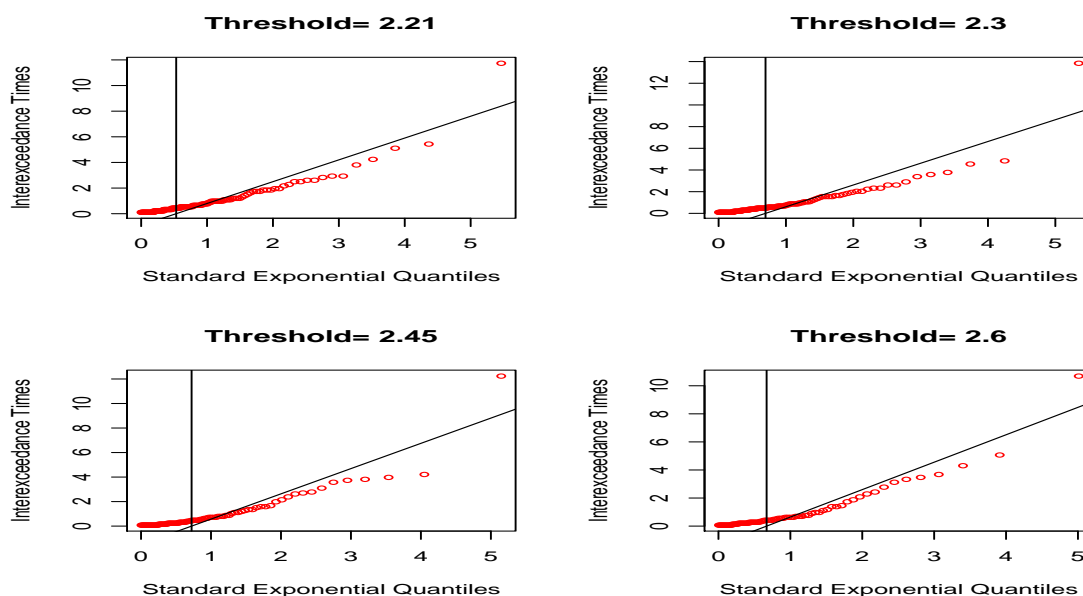 Threshold= 2.21
Interexceedance Times
0 2 4 6 8 10
0 1 2 3 4 5
Standard Exponential Quantiles
Threshold= 2.3
Interexceedance Times
0 2 4 6 8 12
0 1 2 3 4 5
Standard Exponential Quantiles
Threshold= 2.45
Interexceedance Times
0 2 4 6 8 10
0 1 2 3 4 5
Standard Exponential Quantiles
Threshold= 2.6
Interexceedance Times
0 2 4 6 8 10
0 1 2 3 4 5
Standard Exponential Quantiles